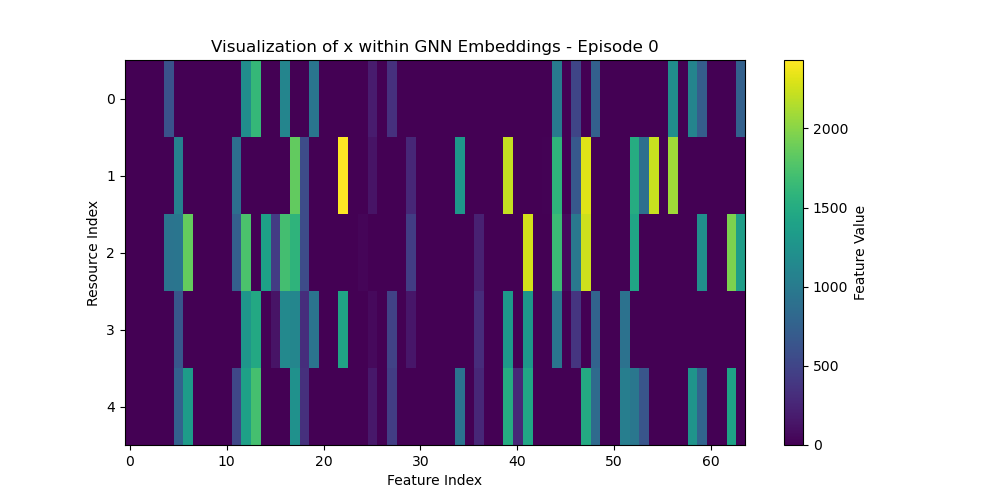 Visualization of x within GNN Embeddings - Episode 0
Resource Index
0
1
2
3
4
0 10 20 30 40 50 60
Feature Index
2000
1500
1000
500
0
Feature Value